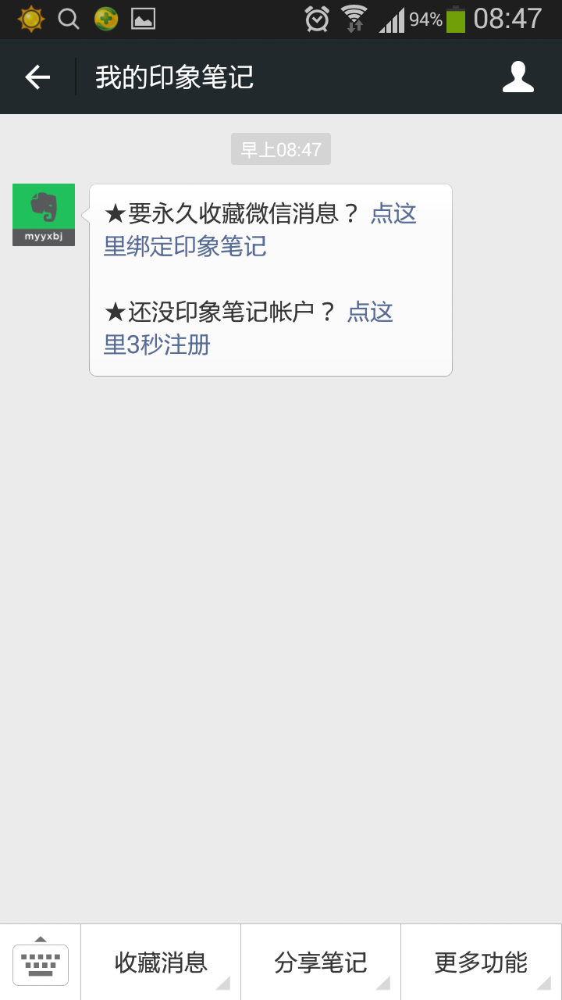 94% 08:47
我的印象笔记
早上08:47
★要永久收藏微信消息？ 点这
里绑定印象笔记
myyxbj
★还没印象笔记帐户？ 点这
里3秒注册
收藏消息 分享笔记 更多功能